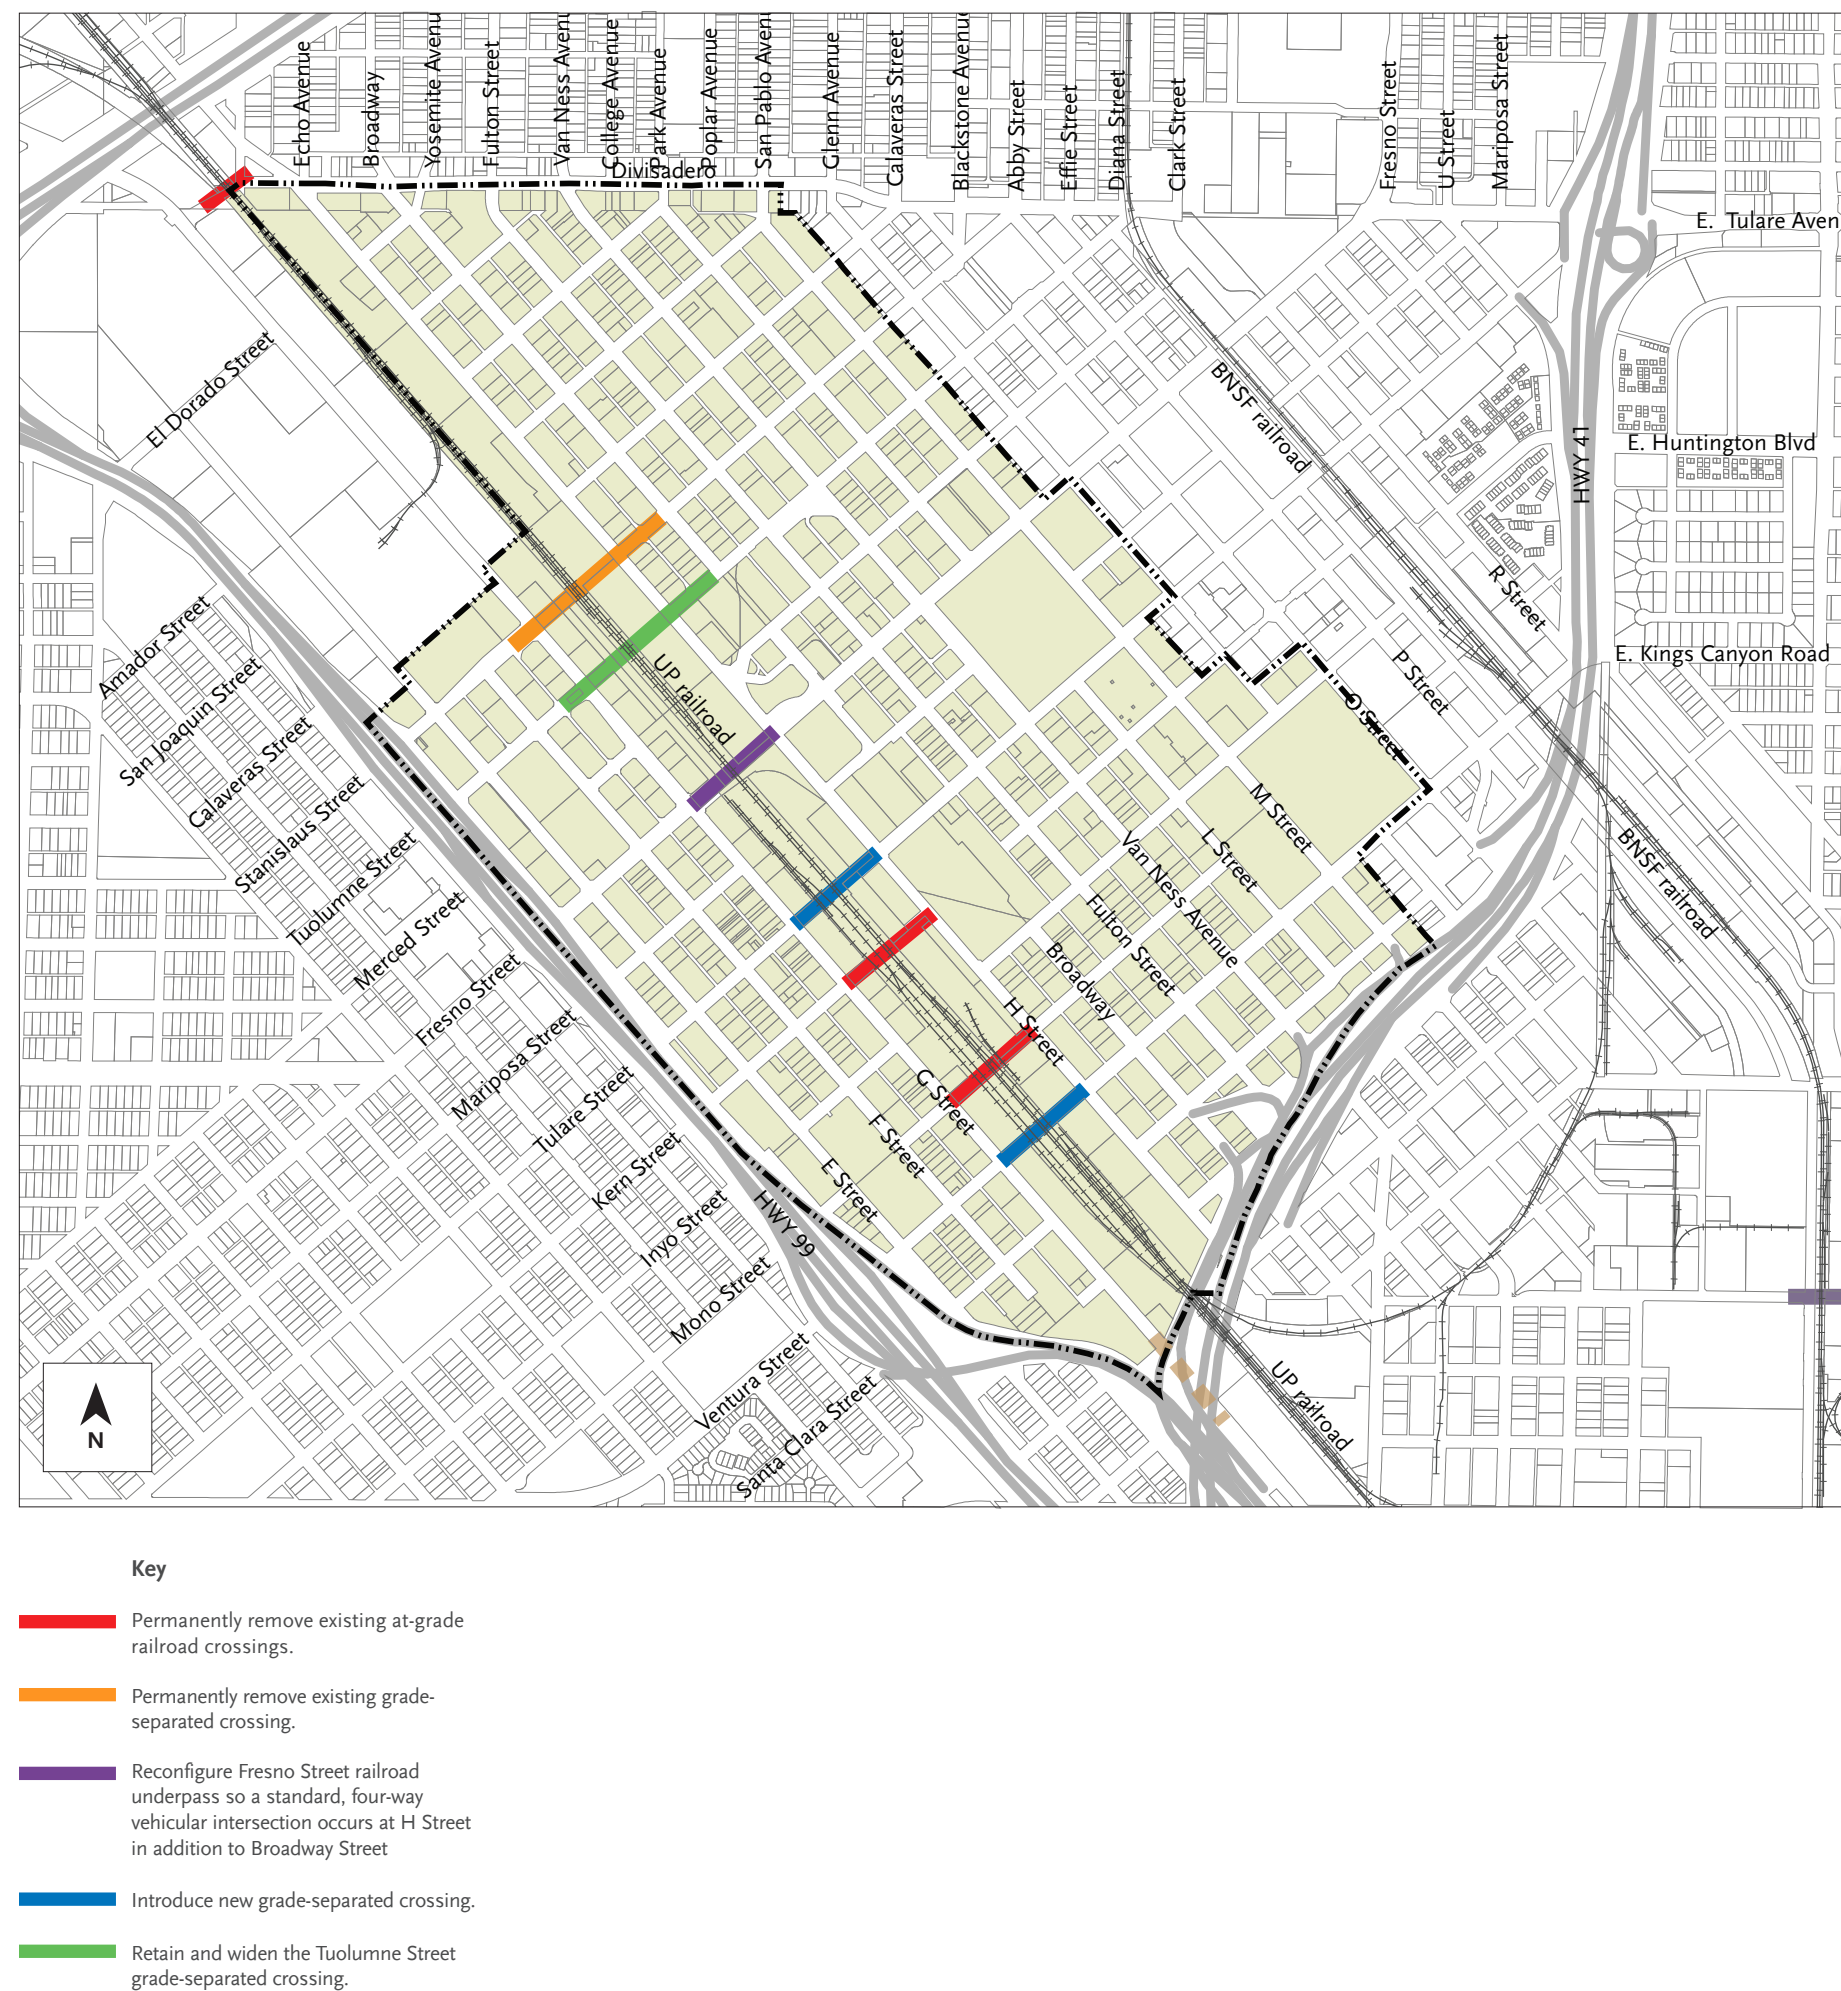 Echo Avenue
Broadway
Yosemite Avenu
Fulton Street
Van Ness Avenu
College Avenue
Park Avenue
Poplar Avenue
San Pablo Avenu
Glenn Avenue
Calaveras Street
Blackstone Avenue
Abby Street
Effie Street
Diana Street
Clark Street
Fresno Street
U Street
Mariposa Street
Divisadero
E. Tulare Aven
El Dorado Street
BNSF railroad
HWY 41
E. Huntington Blvd
R Street
E. Kings Canyon Road
P Street
O Street
Amador Street
San Joaquin Street
Calaveras Street
Stanislaus Street
Tuolumne Street
Merced Street
Fresno Street
Mariposa Street
Tulare Street
Kern Street
Inyo Street
Mono Street
Ventura Street
Santa Clara Street
UP railroad
M Street
L Street
Van Ness Avenue
Fulton Street
Broadway
H Street
G Street
F Street
E Street
HWY 99
BNSF railroad
UP railroad
N
Key
Permanently remove existing at-grade
railroad crossings.
Permanently remove existing grade-
separated crossing.
Reconfigure Fresno Street railroad
underpass so a standard, four-way
vehicular intersection occurs at H Street
in addition to Broadway Street
Introduce new grade-separated crossing.
Retain and widen the Tuolumne Street
grade-separated crossing.